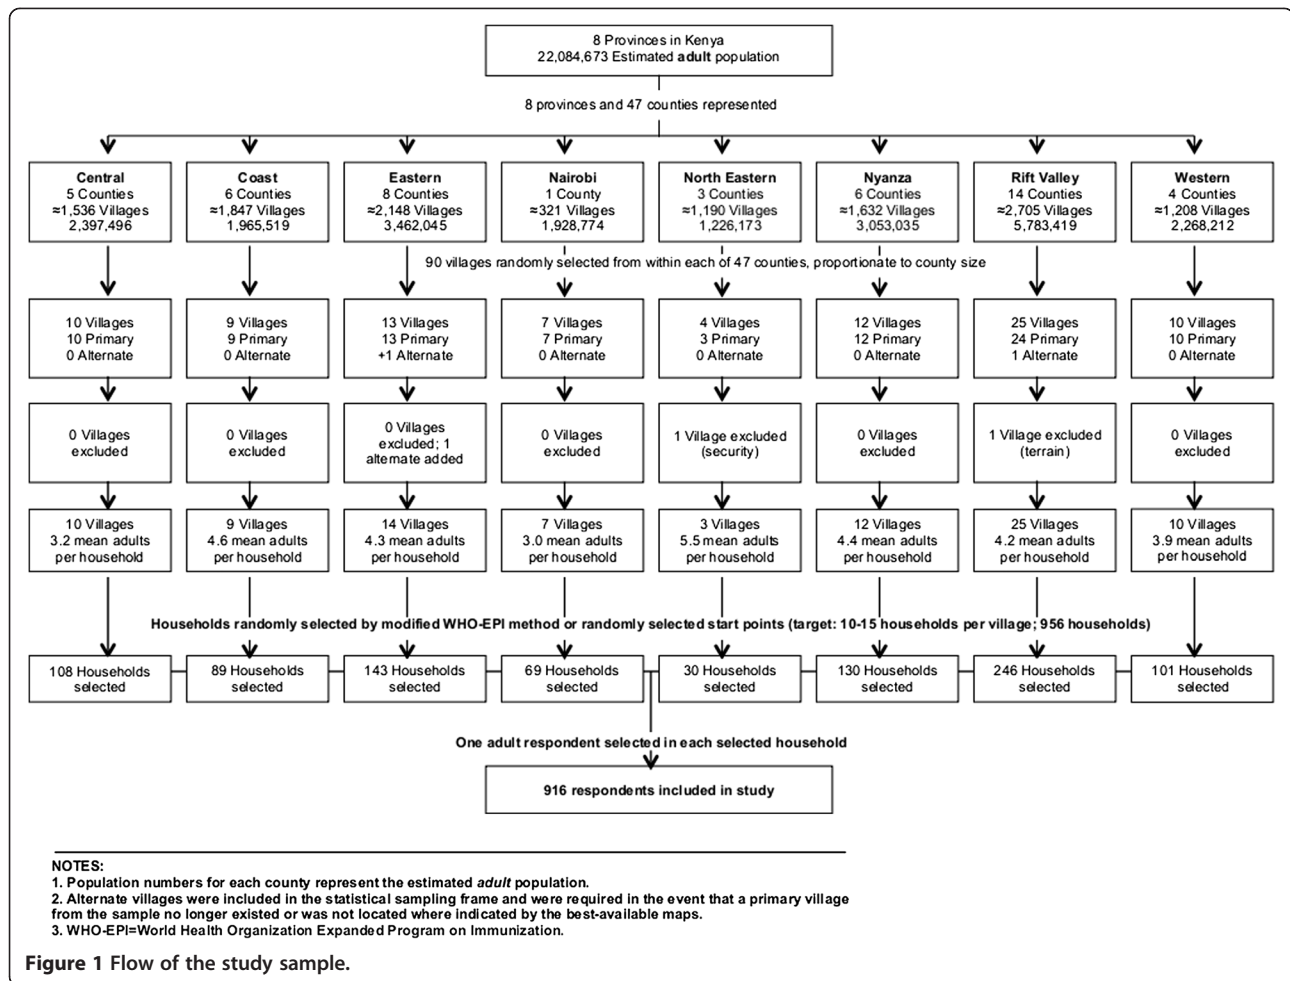 8 Provinces in Kenya
22,084,673 Estimated adult population
8 provinces and 47 counties represented
Central
5 Counties
≈1,536 Villages
2,397,496
Coast
6 Counties
≈1,847 Villages
1,965,519
Eastern
8 Counties
≈2,148 Villages
3,462,045
Nairobi
1 County
≈321 Villages
1,928,774
North Eastern
3 Counties
≈1,190 Villages
1,226,173
Nyanza
6 Counties
≈1,632 Villages
3,053,035
Rift Valley
14 Counties
≈2,705 Villages
5,783,419
Western
4 Counties
≈1,208 Villages
2,268,212
90 villages randomly selected from within each of 47 counties, proportionate to county size
10 Villages
10 Primary
0 Alternate
9 Villages
9 Primary
0 Alternate
13 Villages
13 Primary
+1 Alternate
7 Villages
7 Primary
0 Alternate
4 Villages
3 Primary
0 Alternate
12 Villages
12 Primary
0 Alternate
25 Villages
24 Primary
1 Alternate
10 Villages
10 Primary
0 Alternate
0 Villages
excluded
0 Villages
excluded
0 Villages
excluded; 1
alternate added
0 Villages
excluded
1 Village excluded
(security)
0 Villages
excluded
1 Village excluded
(terrain)
0 Villages
excluded
10 Villages
3.2 mean adults
per household
9 Villages
4.6 mean adults
per household
14 Villages
4.3 mean adults
per household
7 Villages
3.0 mean adults
per household
3 Villages
5.5 mean adults
per household
12 Villages
4.4 mean adults
per household
25 Villages
4.2 mean adults
per household
10 Villages
3.9 mean adults
per household
Households randomly selected by modified WHO-EPI method or randomly selected start points (target: 10-15 households per village; 956 households)
108 Households
selected
89 Households
selected
143 Households
selected
69 Households
selected
30 Households
selected
130 Households
selected
246 Households
selected
101 Households
selected
One adult respondent selected in each selected household
916 respondents included in study
NOTES:
1. Population numbers for each county represent the estimated adult population.
2. Alternate villages were included in the statistical sampling frame and were required in the event that a primary village
from the sample no longer existed or was not located where indicated by the best-available maps.
3. WHO-EPI=World Health Organization Expanded Program on Immunization.
Figure 1 Flow of the study sample.